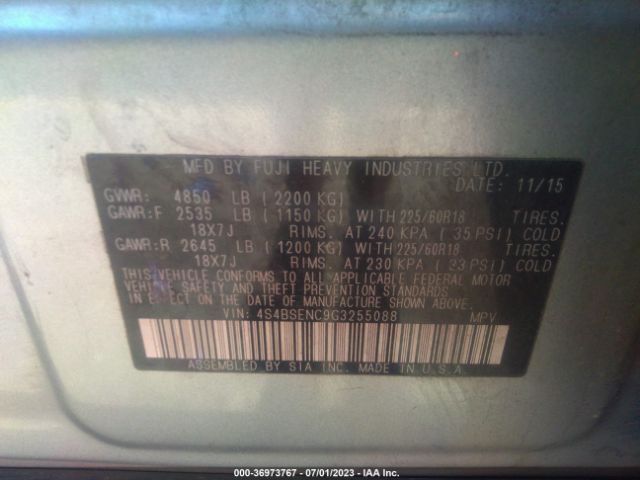 MFD BY FUJI HEAVY INDUSTRIES LTD.
DATE: 11/15
GVWR: 4850 LB ( 2200 KG)
GAWR:F 2535 LB ( 1150 KG) WITH 225/60R18 TIRES.
18X7J RIMS. AT 240 KPA ( 35 PSI) COLD
GAWR:R 2645 LB ( 1200 KG) WITH 225/60R18 TIRES.
18X7J RIMS. AT 230 KPA ( 33 PSI) COLD
THIS VEHICLE CONFORMS TO ALL APPLICABLE FEDERAL MOTOR
VEHICLE SAFETY AND THEFT PREVENTION STANDARDS
IN EFFECT ON THE DATE OF MANUFACTURE SHOWN ABOVE.
VIN: 4S4BSENC9G3255088 MPV
ASSEMBLED BY SIA INC. MADE IN U.S.A.
000-36973767 - 07/01/2023 - IAA Inc.